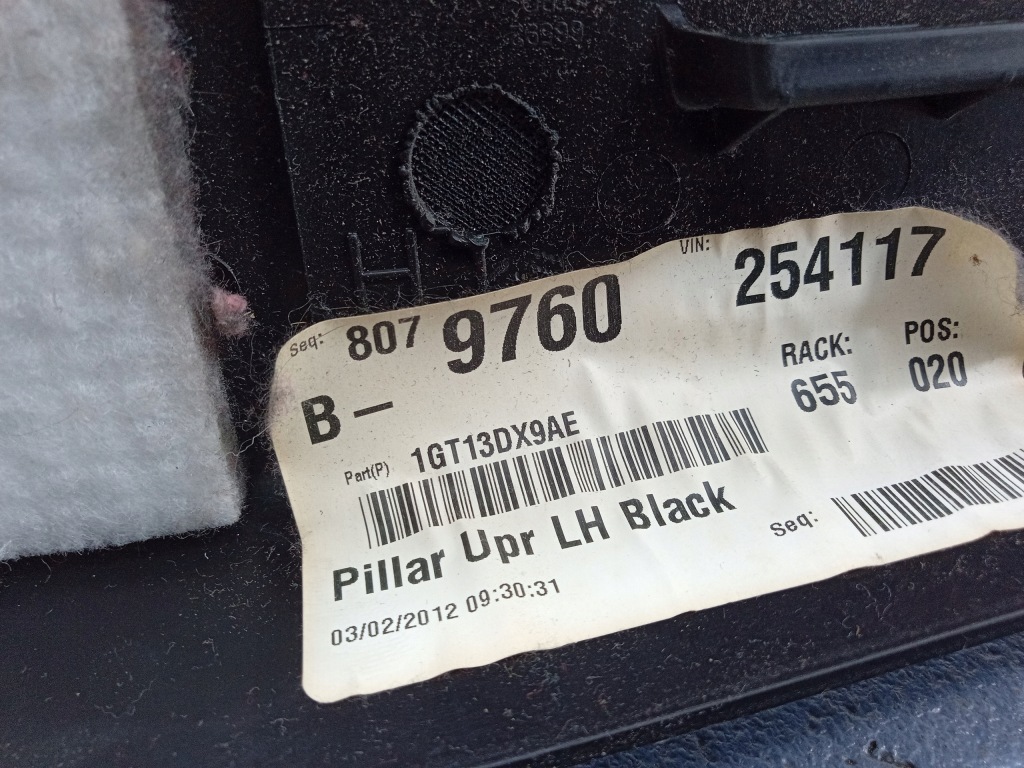 Seq: 807 9760
VIN: 254117
B–
RACK: 655
POS: 020
Part(P) 1GT13DX9AE
Pillar Upr LH Black
Seq:
03/02/2012 09:30:31